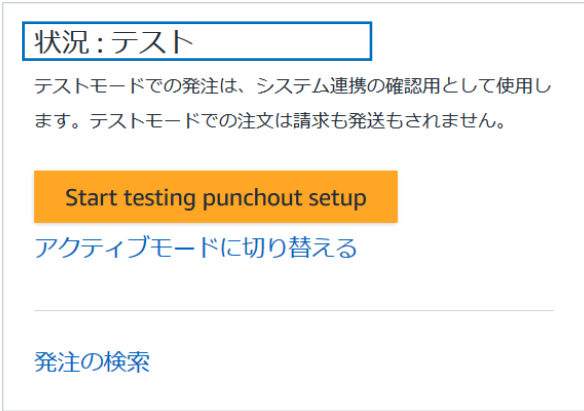 状況 : テスト
テストモードでの発注は、システム連携の確認用として使用し
ます。テストモードでの注文は請求も発送もされません。
Start testing punchout setup
アクティブモードに切り替える
発注の検索